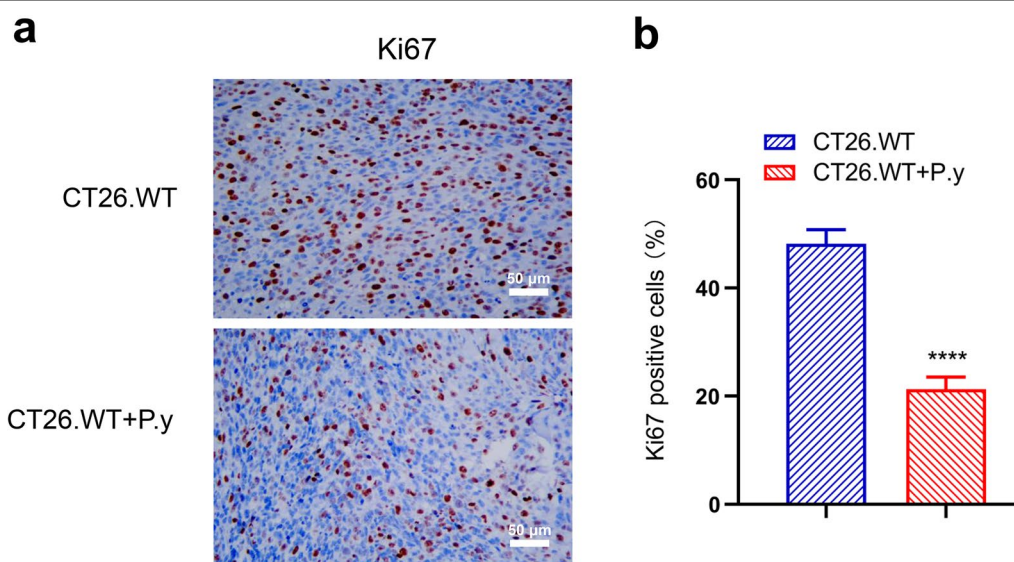 a
Ki67
CT26.WT
50 μm
CT26.WT+P.y
50 μm
b
CT26.WT
CT26.WT+P.y
Ki67 positive cells（%）
60
40
20
0
****